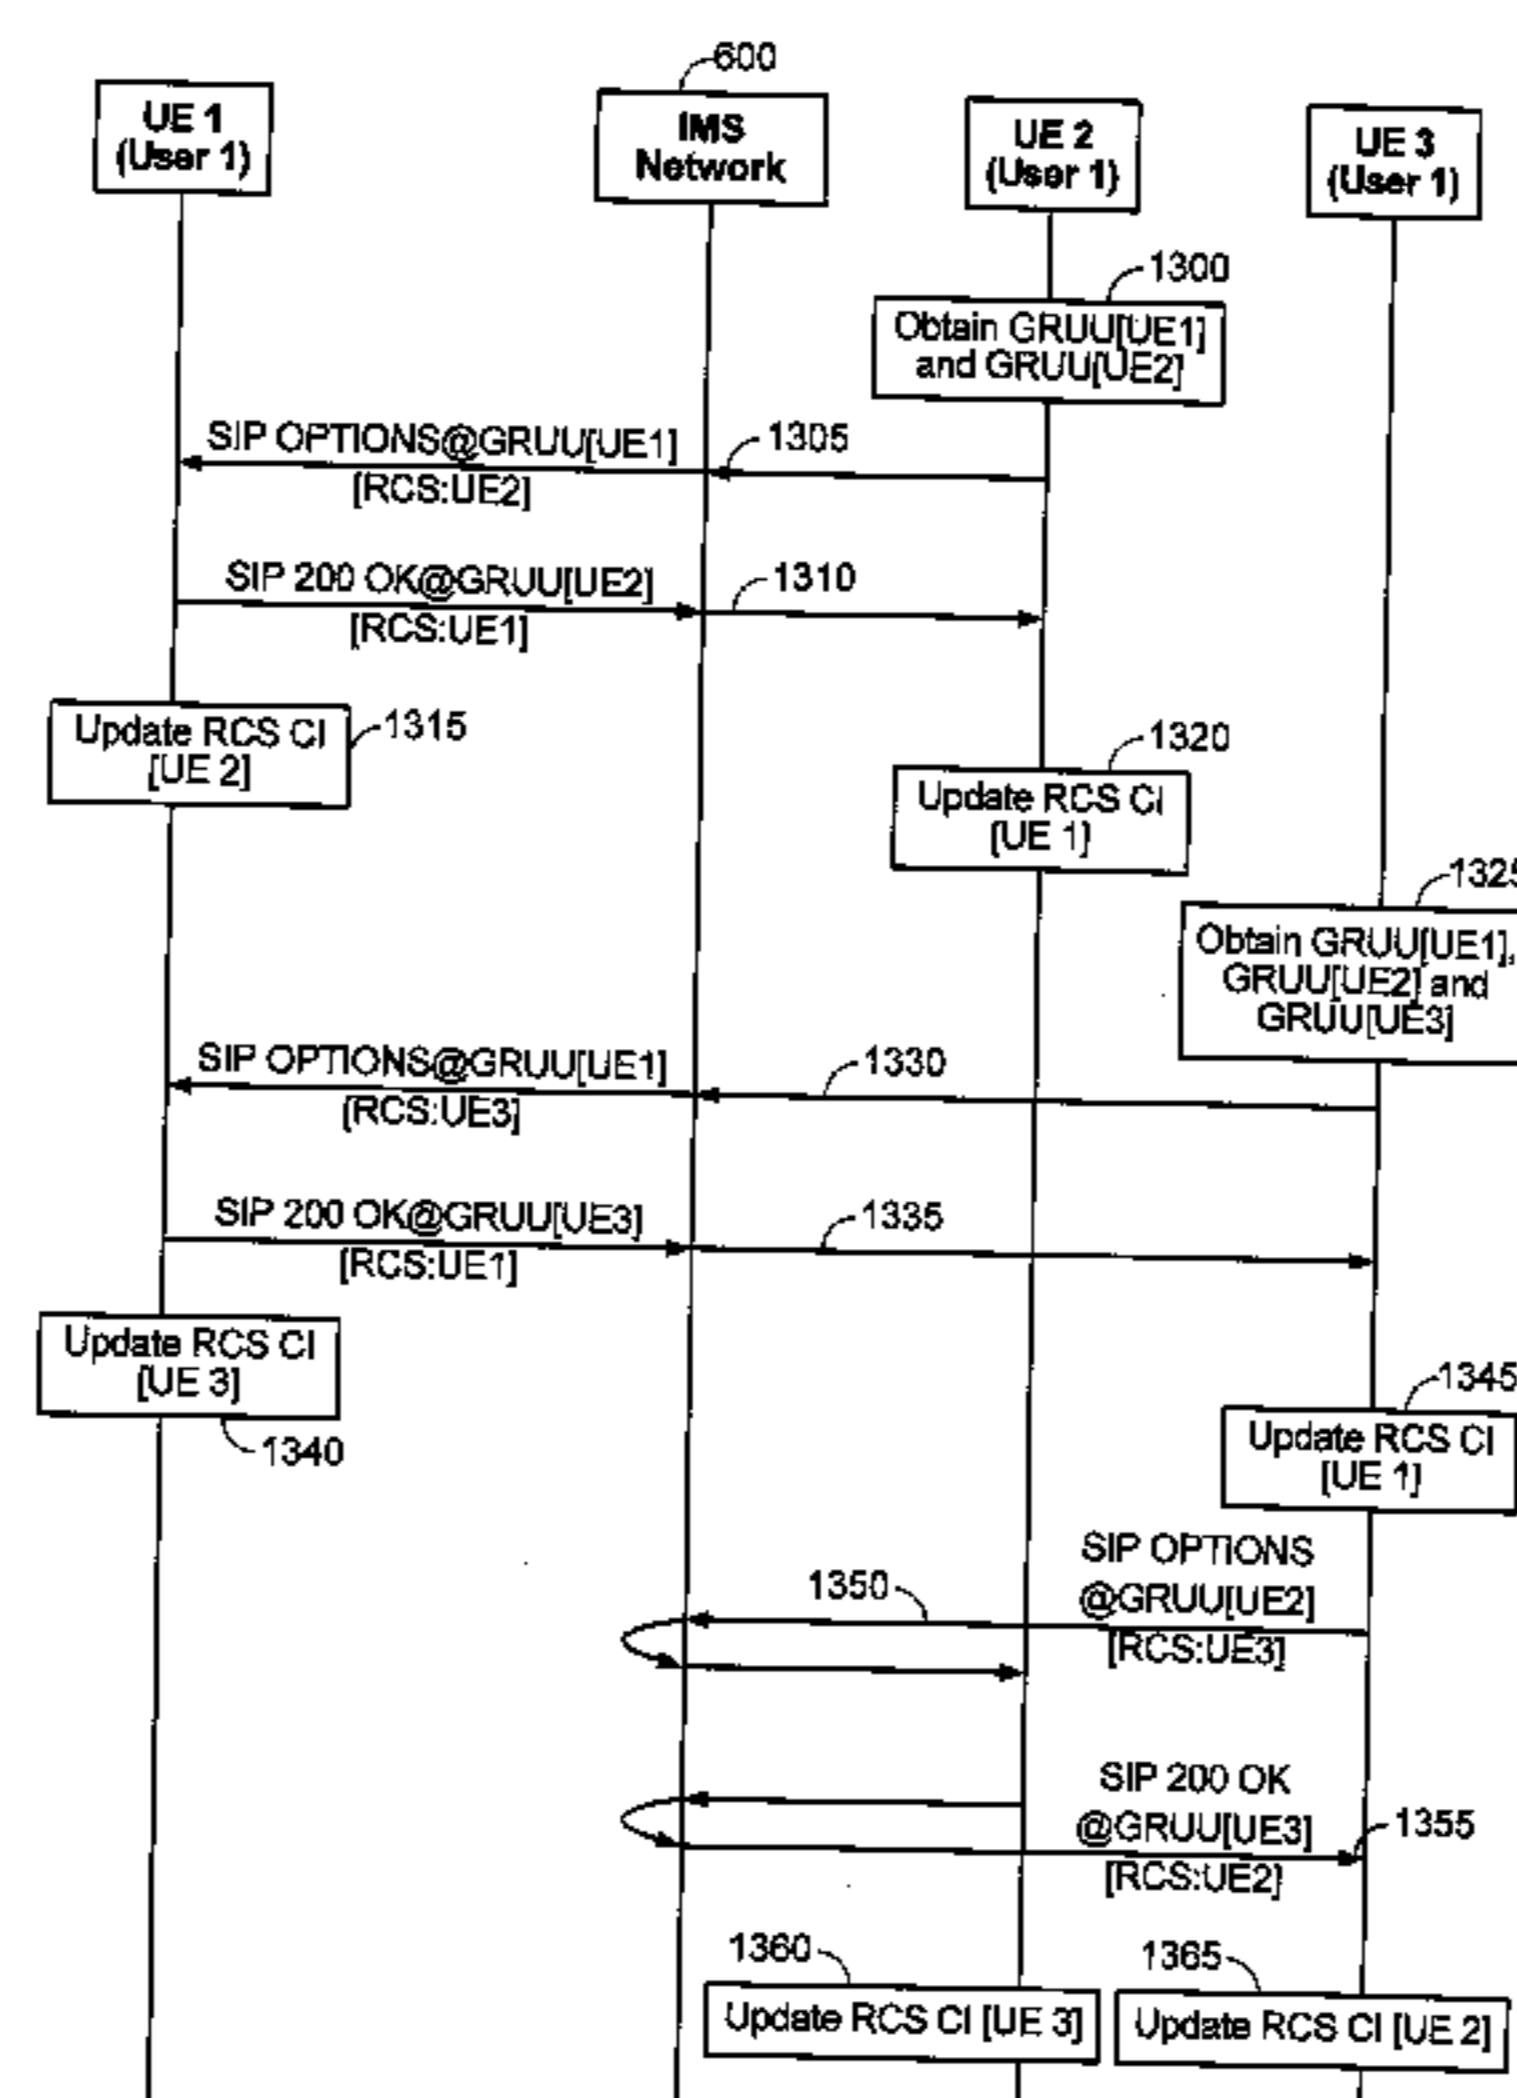 600
UE 1
(User 1)
IMS
Network
UE 2
(User 1)
UE 3
(User 1)
1300
Obtain GRUU[UE1]
and GRUU[UE2]
SIP OPTIONS@GRUU[UE1]
1305
[RCS:UE2]
SIP 200 OK@GRUU[UE2]
1310
[RCS:UE1]
Update RCS CI
[UE 2]
1315
1320
Update RCS CI
[UE 1]
1325
Obtain GRUU[UE1],
GRUU[UE2] and
GRUU[UE3]
SIP OPTIONS@GRUU[UE1]
1330
[RCS:UE3]
SIP 200 OK@GRUU[UE3]
1335
[RCS:UE1]
Update RCS CI
[UE 3]
1340
1345
Update RCS CI
[UE 1]
SIP OPTIONS
@GRUU[UE2]
[RCS:UE3]
1350
SIP 200 OK
@GRUU[UE3]
[RCS:UE2]
1355
1360
Update RCS CI [UE 3]
1365
Update RCS CI [UE 2]